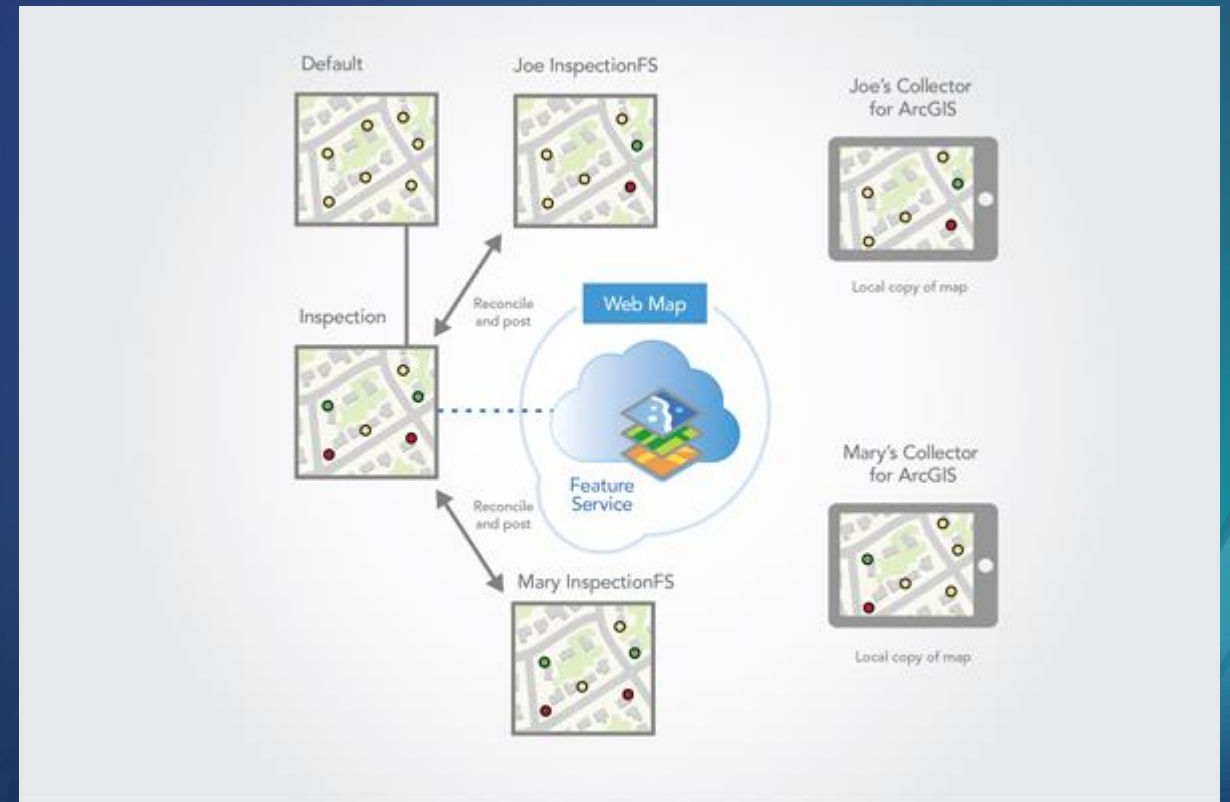 Default
Joe InspectionFS
Joe's Collector
for ArcGIS
Local copy of map
Reconcile
and post
Web Map
Inspection
Feature
Service
Mary's Collector
for ArcGIS
Reconcile
and post
Mary InspectionFS
Local copy of map